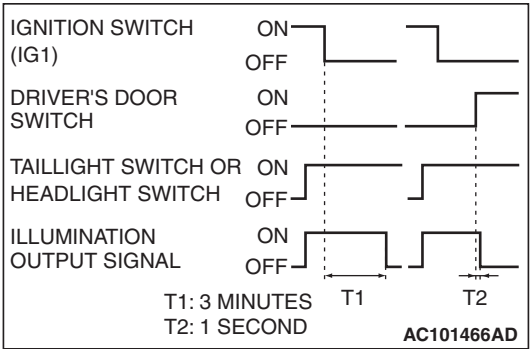 IGNITION SWITCH ON
(IG1) OFF
DRIVER'S DOOR ON
SWITCH OFF
TAILLIGHT SWITCH OR ON
HEADLIGHT SWITCH OFF
ILLUMINATION ON
OUTPUT SIGNAL OFF
T1: 3 MINUTES T1 T2
T2: 1 SECOND
AC101466AD